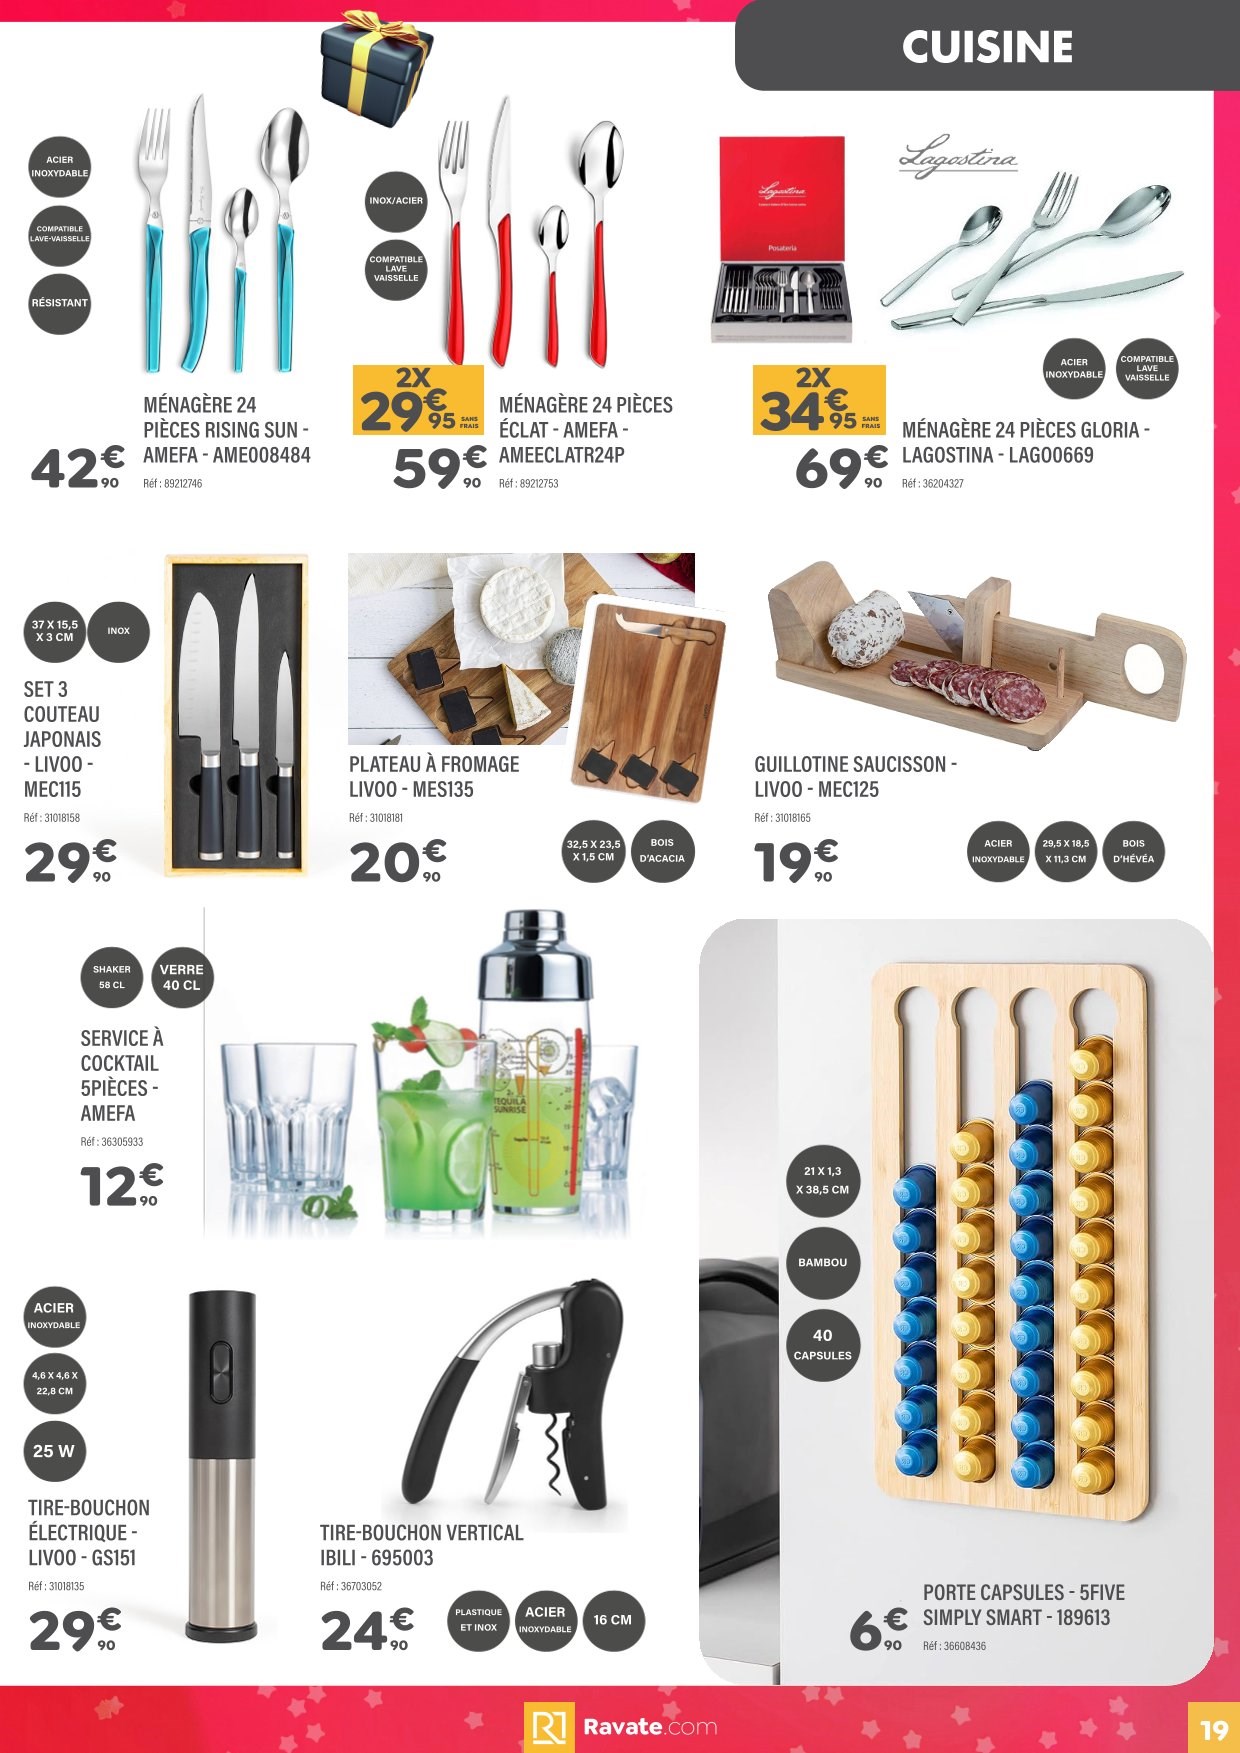 CUISINE
ACIER
INOXYDABLE
COMPATIBLE
LAVE-VAISSELLE
RÉSISTANT
MÉNAGÈRE 24
PIÈCES RISING SUN -
AMEFA - AME008484
Réf : 89212746
42€90
INOX/ACIER
COMPATIBLE
LAVE
VAISSELLE
2X
29€95 SANS
FRAIS
59€90
MÉNAGÈRE 24 PIÈCES
ÉCLAT - AMEFA -
AMEECLATR24P
Réf : 89212753
Lagostina
Posateria
Lagostina
ACIER
INOXYDABLE
COMPATIBLE
LAVE
VAISSELLE
2X
34€95 SANS
FRAIS
69€90
MÉNAGÈRE 24 PIÈCES GLORIA -
LAGOSTINA - LAGO0669
Réf : 36204327
37 X 15,5
X 3 CM
INOX
SET 3
COUTEAU
JAPONAIS
- LIVOO -
MEC115
Réf : 31018158
29€90
PLATEAU À FROMAGE
LIVOO - MES135
Réf : 31018181
20€90
32,5 X 23,5
X 1,5 CM
BOIS
D'ACACIA
GUILLOTINE SAUCISSON -
LIVOO - MEC125
Réf : 31018165
19€90
ACIER
INOXYDABLE
29,5 X 18,5
X 11,3 CM
BOIS
D'HÉVÉA
SHAKER
58 CL
VERRE
40 CL
SERVICE À
COCKTAIL
5PIÈCES -
AMEFA
Réf : 36305933
12€90
TEQUILA
SUNRISE
21 X 1,3
X 38,5 CM
BAMBOU
40
CAPSULES
PORTE CAPSULES - 5FIVE
SIMPLY SMART - 189613
Réf : 36608436
6€90
ACIER
INOXYDABLE
4,6 X 4,6 X
22,8 CM
25 W
TIRE-BOUCHON
ÉLECTRIQUE -
LIVOO - GS151
Réf : 31018135
29€90
TIRE-BOUCHON VERTICAL
IBILI - 695003
Réf : 36703052
24€90
PLASTIQUE
ET INOX
ACIER
INOXYDABLE
16 CM
Ravate.com
19